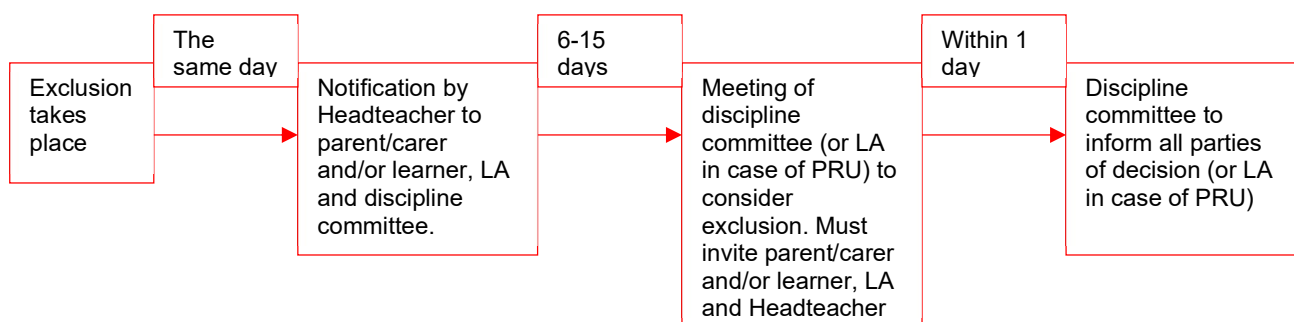 Exclusion
takes
place
The
same day
Notification by
Headteacher to
parent/carer
and/or learner, LA
and discipline
committee.
6-15
days
Meeting of
discipline
committee (or LA
in case of PRU) to
consider
exclusion. Must
invite parent/carer
and/or learner, LA
and Headteacher
Within 1
day
Discipline
committee to
inform all parties
of decision (or LA
in case of PRU)